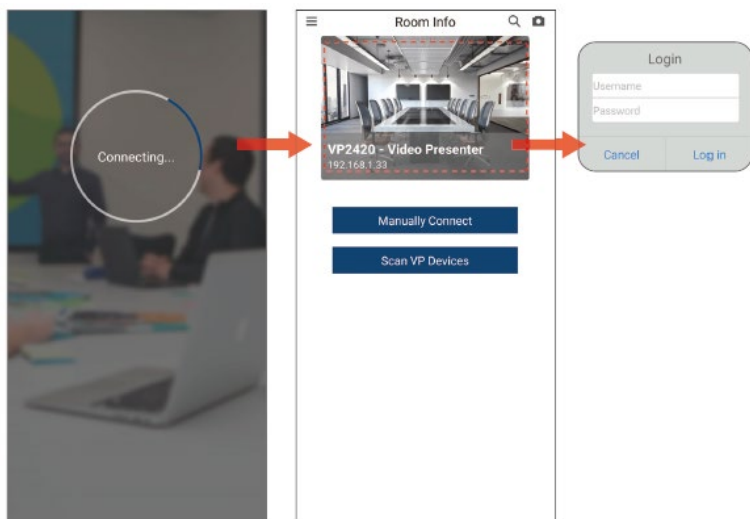 Connecting...
Room Info
VP2420 - Video Presenter
192.168.1.33
Manually Connect
Scan VP Devices
Login
Username
Password
Cancel
Log in